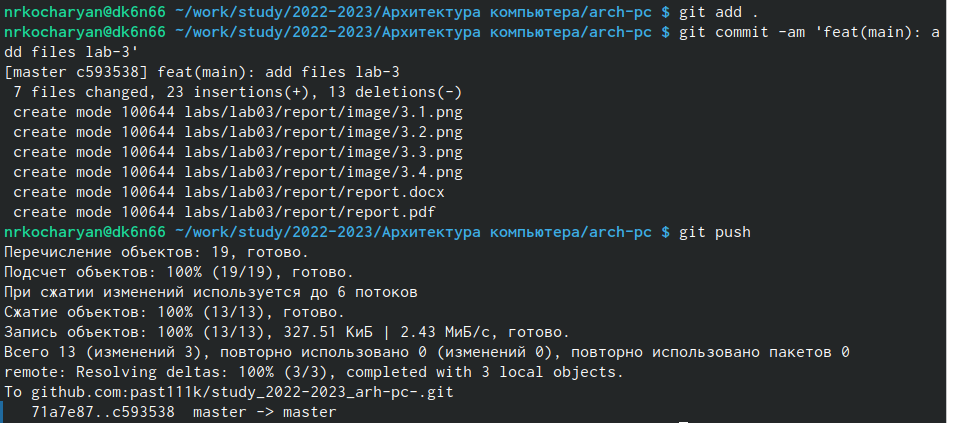 nrkocharyan@dk6n66 ~/work/study/2022-2023/Архитектура компьютера/arch-pc $ git add .
nrkocharyan@dk6n66 ~/work/study/2022-2023/Архитектура компьютера/arch-pc $ git commit -am 'feat(main): a
dd files lab-3'
[master c593538] feat(main): add files lab-3
 7 files changed, 23 insertions(+), 13 deletions(-)
 create mode 100644 labs/lab03/report/image/3.1.png
 create mode 100644 labs/lab03/report/image/3.2.png
 create mode 100644 labs/lab03/report/image/3.3.png
 create mode 100644 labs/lab03/report/image/3.4.png
 create mode 100644 labs/lab03/report/report.docx
 create mode 100644 labs/lab03/report/report.pdf
nrkocharyan@dk6n66 ~/work/study/2022-2023/Архитектура компьютера/arch-pc $ git push
Перечисление объектов: 19, готово.
Подсчет объектов: 100% (19/19), готово.
При сжатии изменений используется до 6 потоков
Сжатие объектов: 100% (13/13), готово.
Запись объектов: 100% (13/13), 327.51 КиБ | 2.43 МиБ/с, готово.
Всего 13 (изменений 3), повторно использовано 0 (изменений 0), повторно использовано пакетов 0
remote: Resolving deltas: 100% (3/3), completed with 3 local objects.
To github.com:past111k/study_2022-2023_arh-pc-.git
   71a7e87..c593538  master -> master